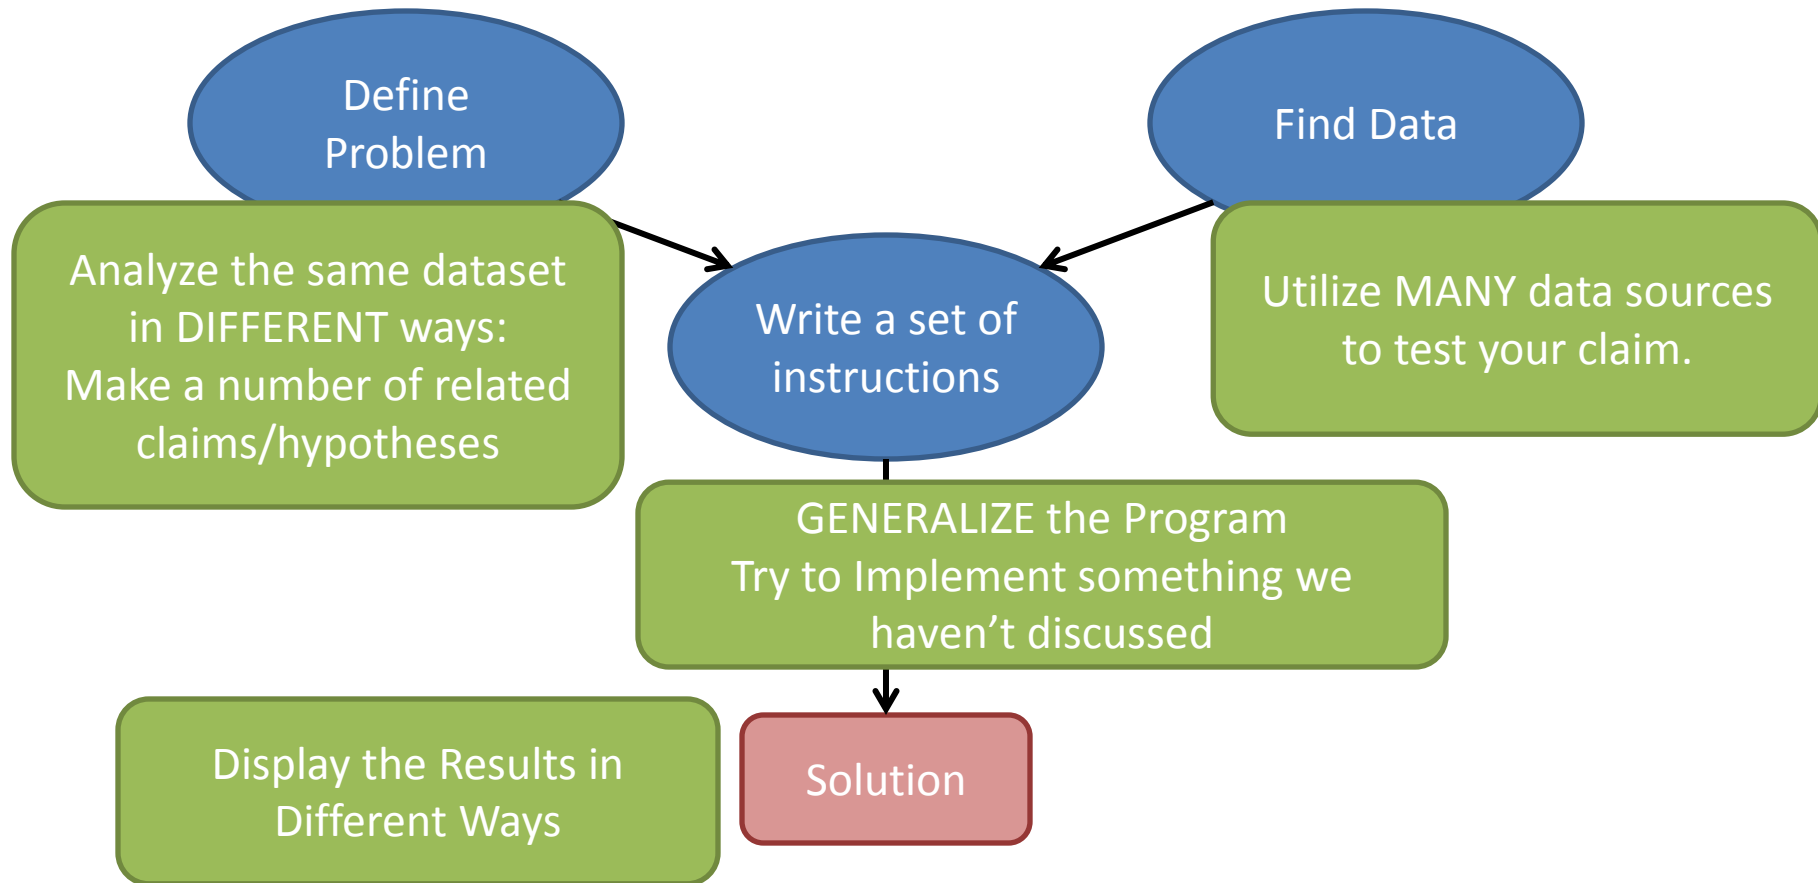 Define
Problem
Find Data
Analyze the same dataset
in DIFFERENT ways:
Make a number of related
claims/hypotheses
Write a set of
instructions
Utilize MANY data sources
to test your claim.
GENERALIZE the Program
Try to Implement something we
haven’t discussed
Display the Results in
Different Ways
Solution